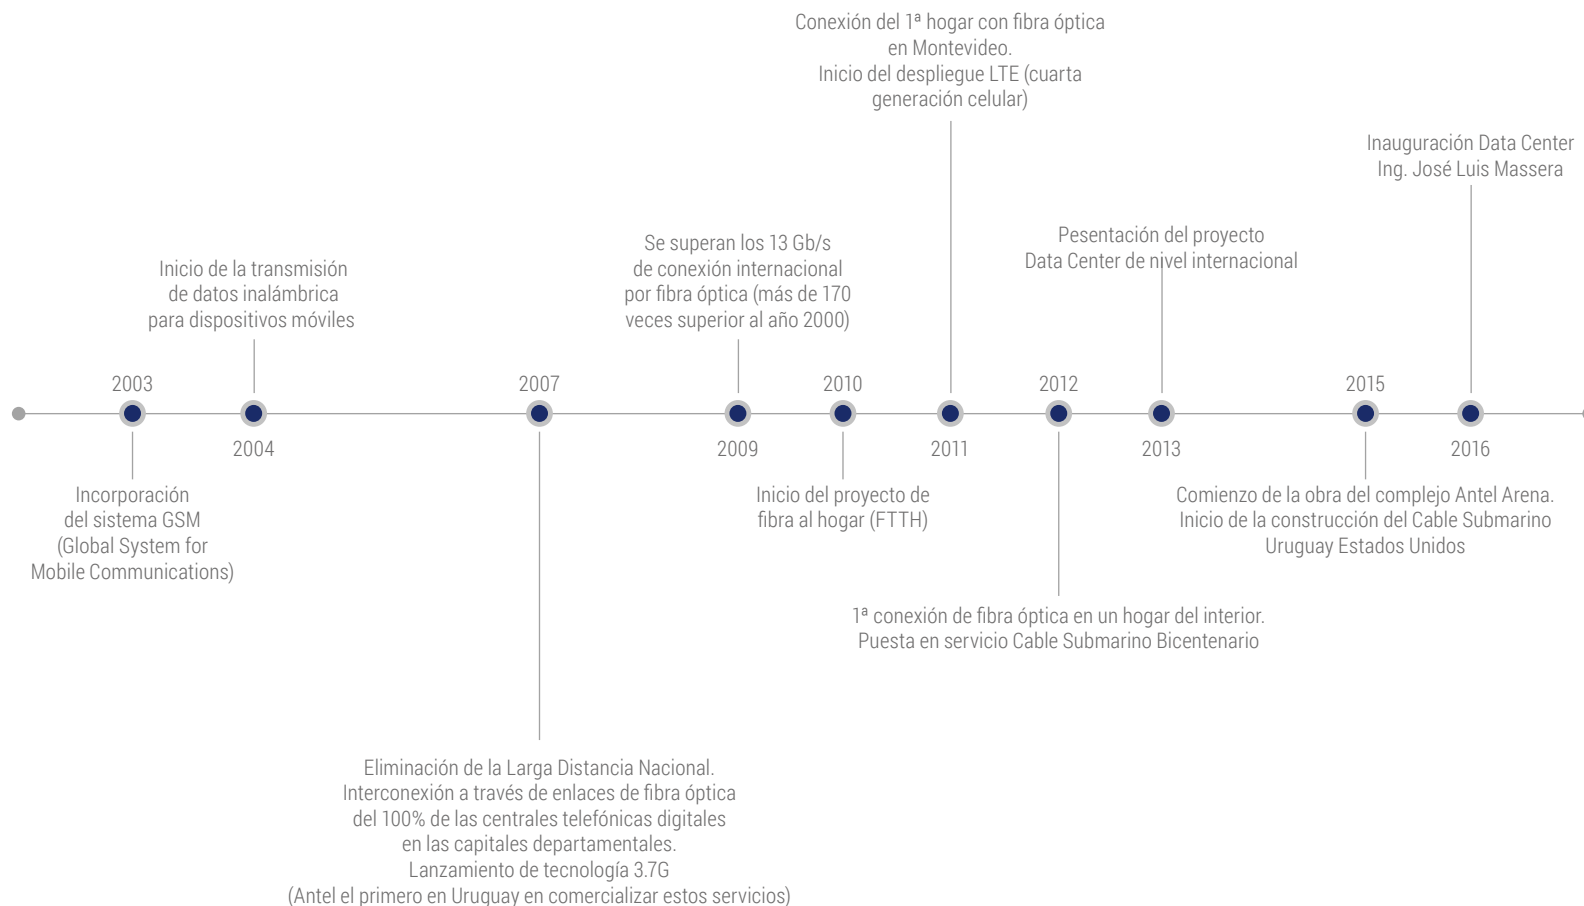 Conexión del 1ª hogar con fibra óptica
en Montevideo.
Inicio del despliegue LTE (cuarta
generación celular)
Inauguración Data Center
Ing. José Luis Massera
Pesentación del proyecto
Data Center de nivel internacional
Se superan los 13 Gb/s
de conexión internacional
por fibra óptica (más de 170
veces superior al año 2000)
Inicio de la transmisión
de datos inalámbrica
para dispositivos móviles
2003
2007
2010
2012
2015
2004
2009
2011
2013
2016
Incorporación
del sistema GSM
(Global System for
Mobile Communications)
Inicio del proyecto de
fibra al hogar (FTTH)
Comienzo de la obra del complejo Antel Arena.
Inicio de la construcción del Cable Submarino
Uruguay Estados Unidos
1ª conexión de fibra óptica en un hogar del interior.
Puesta en servicio Cable Submarino Bicentenario
Eliminación de la Larga Distancia Nacional.
Interconexión a través de enlaces de fibra óptica
del 100% de las centrales telefónicas digitales
en las capitales departamentales.
Lanzamiento de tecnología 3.7G
(Antel el primero en Uruguay en comercializar estos servicios)